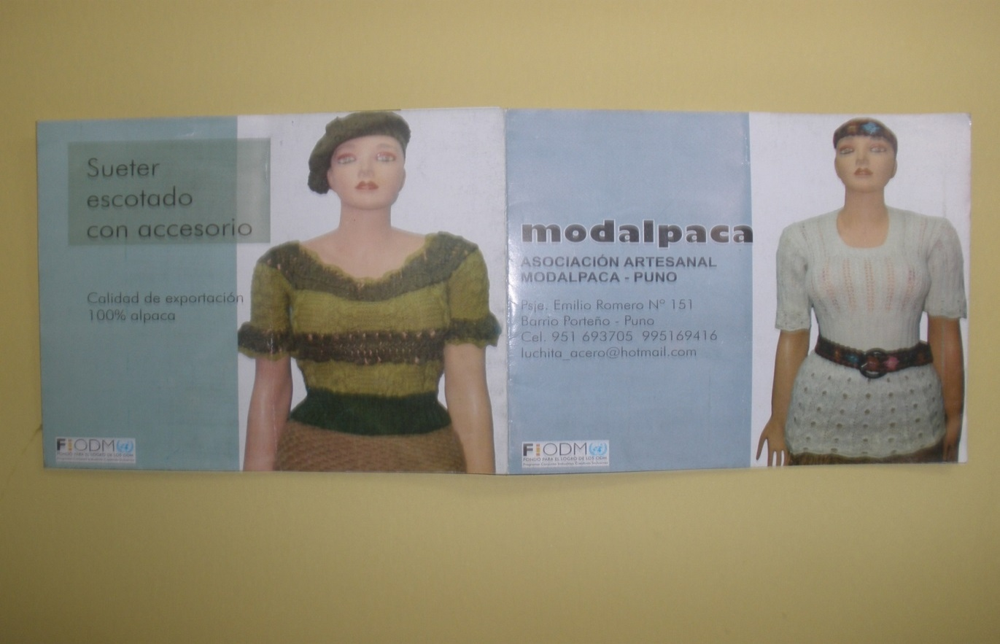 Sueter
escotado
con accesorio
Calidad de exportación
100% alpaca
F ODM
FONDO PARA EL LOGRO DE LOS ODM
modalpaca
ASOCIACIÓN ARTESANAL
MODALPACA - PUNO
Psje. Emilio Romero Nº 151
Barrio Porteño - Puno
Cel. 951 693705 995169416
luchita_acero@hotmail.com
F ODM
FONDO PARA EL LOGRO DE LOS ODM